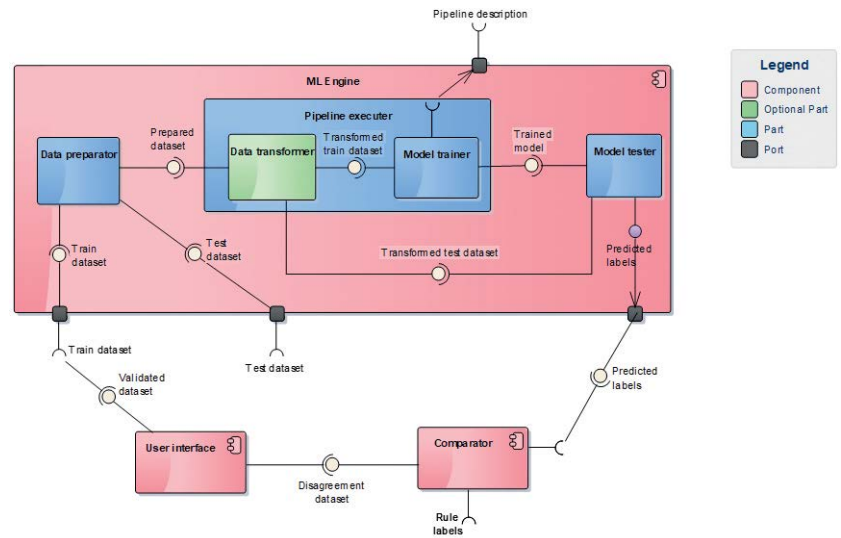 Pipeline description
ML Engine
Legend
Component
Optional Part
Part
Port
Pipeline executer
Prepared
dataset
Transformed
train dataset
Trained
model
Data preparator
Data transformer
Model trainer
Model tester
Train
dataset
Test
dataset
Transformed test dataset
Predicted
labels
Train dataset
Test dataset
Validated
dataset
Predicted
labels
User interface
Comparator
Disagreement
dataset
Rule
labels